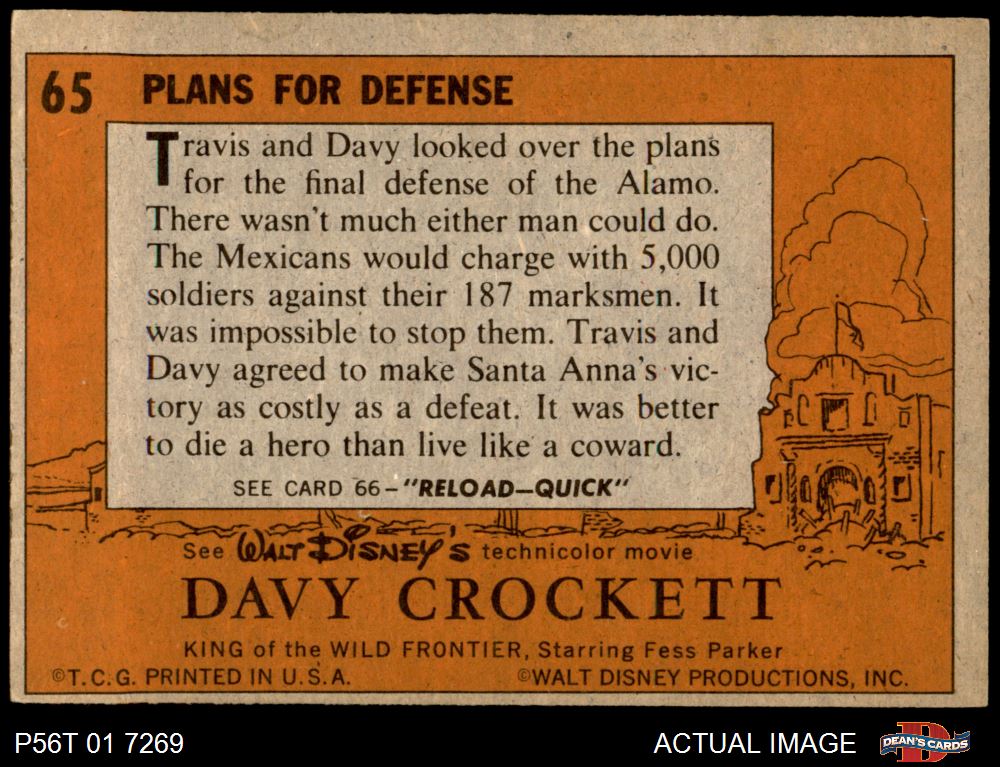 65 PLANS FOR DEFENSE
Travis and Davy looked over the plans
for the final defense of the Alamo.
There wasn't much either man could do.
The Mexicans would charge with 5,000
soldiers against their 187 marksmen. It
was impossible to stop them. Travis and
Davy agreed to make Santa Anna's vic-
tory as costly as a defeat. It was better
to die a hero than live like a coward.
SEE CARD 66–"RELOAD–QUICK"
See WALT DISNEY'S technicolor movie
DAVY CROCKETT
KING of the WILD FRONTIER, Starring Fess Parker
©T.C.G. PRINTED IN U.S.A. ©WALT DISNEY PRODUCTIONS, INC.
P56T 01 7269 ACTUAL IMAGE D DEAN'S CARDS